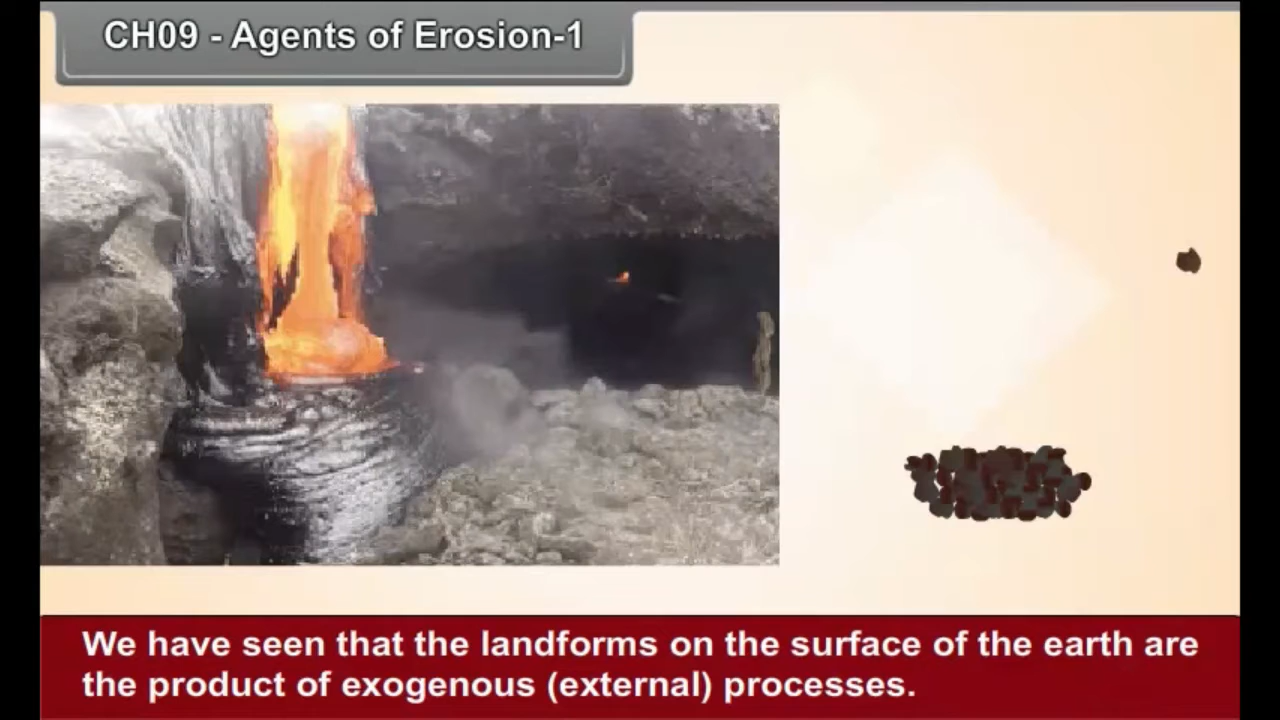 CH09 - Agents of Erosion-1
We have seen that the landforms on the surface of the earth are
the product of exogenous (external) processes.